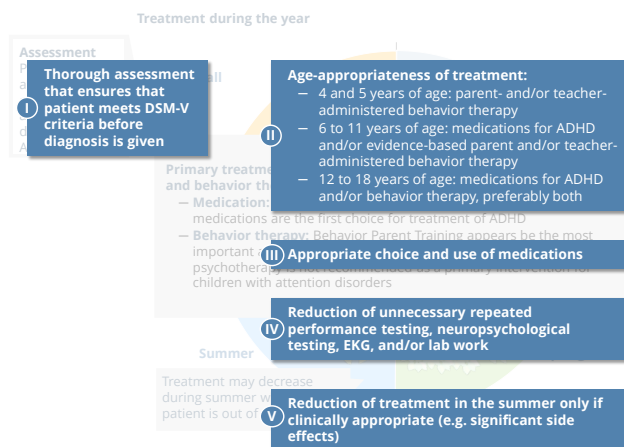 Treatment during the year
Assessment
all
I
Thorough assessment
that ensures that
patient meets DSM-V
criteria before
diagnosis is given
Age-appropriateness of treatment:
— 4 and 5 years of age: parent- and/or teacher-
administered behavior therapy
II
— 6 to 11 years of age: medications for ADHD
and/or evidence-based parent and/or teacher-
administered behavior therapy
— 12 to 18 years of age: medications for ADHD
and/or behavior therapy, preferably both
Primary treatm
and behavior the
— Medication:
medications are the first choice for treatment of ADHD
— Behavior therapy: Behavior Parent Training appears be the most
important a
III
Appropriate choice and use of medications
psychotherapy is not recommended as a primary intervention for
children with attention disorders
IV
Reduction of unnecessary repeated
performance testing, neuropsychological
testing, EKG, and/or lab work
Summer
Treatment may decrease
during summer w
patient is out of
V
Reduction of treatment in the summer only if
clinically appropriate (e.g. significant side
effects)